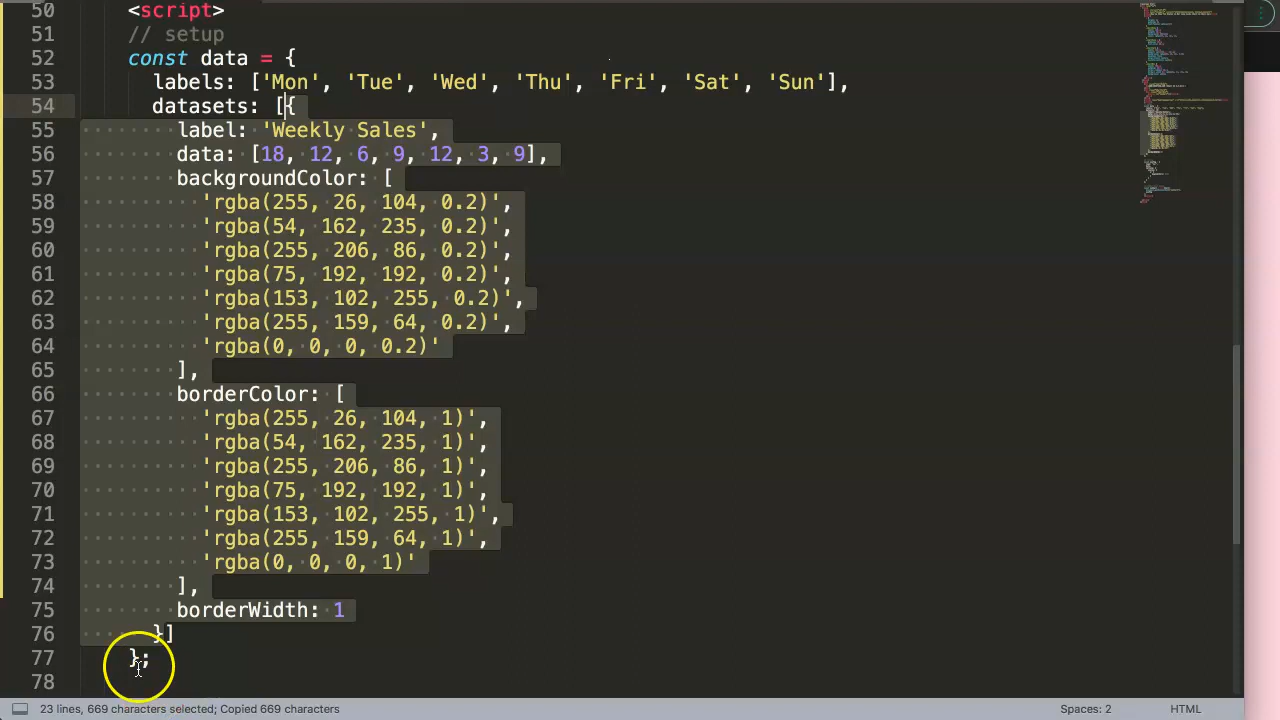 50 <script>
51 // setup
52 const data = {
53 labels: ['Mon', 'Tue', 'Wed', 'Thu', 'Fri', 'Sat', 'Sun'],
54 datasets: [{
55 label: 'Weekly Sales',
56 data: [18, 12, 6, 9, 12, 3, 9],
57 backgroundColor: [
58 'rgba(255, 26, 104, 0.2)',
59 'rgba(54, 162, 235, 0.2)',
60 'rgba(255, 206, 86, 0.2)',
61 'rgba(75, 192, 192, 0.2)',
62 'rgba(153, 102, 255, 0.2)',
63 'rgba(255, 159, 64, 0.2)',
64 'rgba(0, 0, 0, 0.2)'
65 ],
66 borderColor: [
67 'rgba(255, 26, 104, 1)',
68 'rgba(54, 162, 235, 1)',
69 'rgba(255, 206, 86, 1)',
70 'rgba(75, 192, 192, 1)',
71 'rgba(153, 102, 255, 1)',
72 'rgba(255, 159, 64, 1)',
73 'rgba(0, 0, 0, 1)'
74 ],
75 borderWidth: 1
76 }]
77 };
78
23 lines, 669 characters selected; Copied 669 characters Spaces: 2 HTML